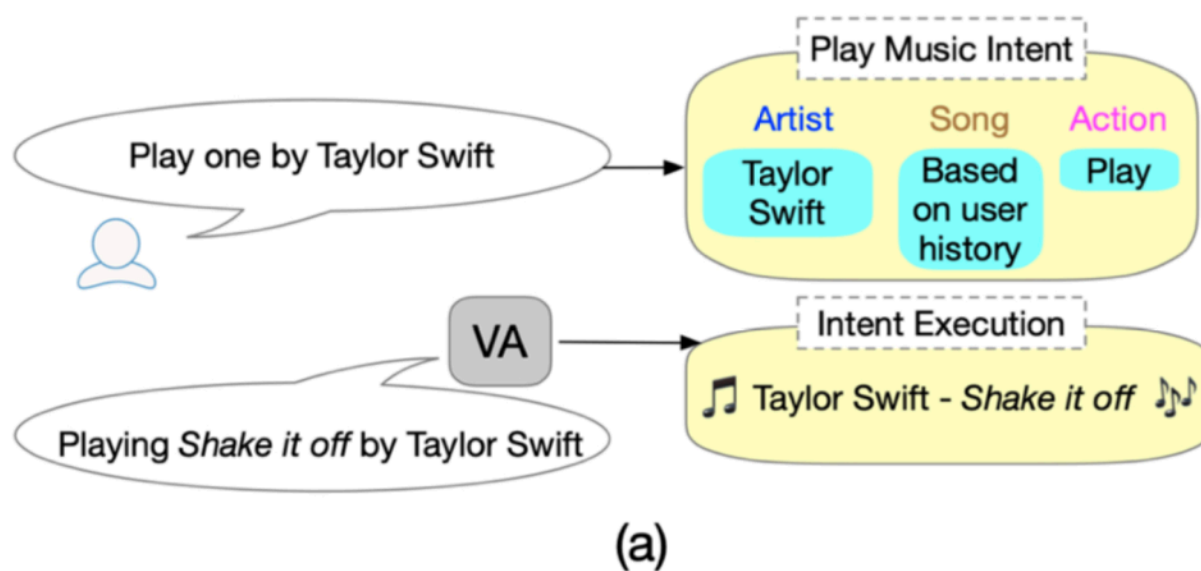 Play Music Intent
Play one by Taylor Swift
Artist
Song
Action
Taylor
Swift
Based
on user
history
Play
VA
Intent Execution
Playing Shake it off by Taylor Swift
Taylor Swift - Shake it off
(a)